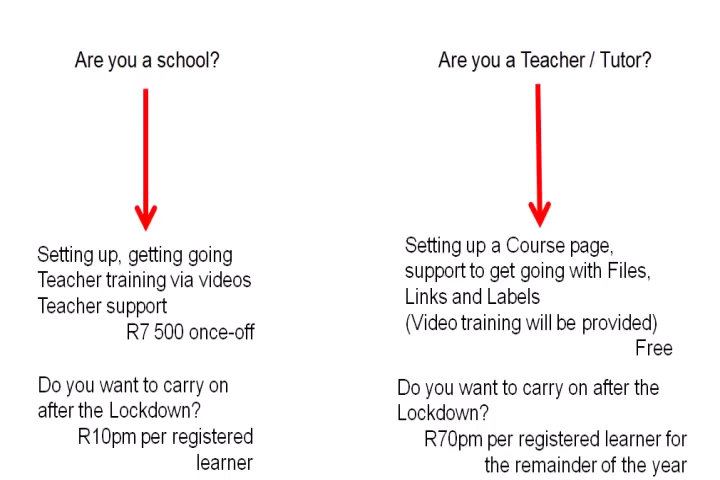 Are you a school?
Setting up, getting going
Teacher training via videos
Teacher support
R7 500 once-off
Do you want to carry on
after the Lockdown?
R10pm per registered
learner
Are you a Teacher / Tutor?
Setting up a Course page,
support to get going with Files,
Links and Labels
(Video training will be provided)
Free
Do you want to carry on after the
Lockdown?
R70pm per registered learner for
the remainder of the year